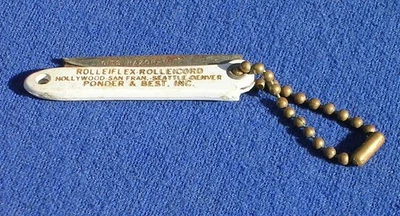 ROLLEIFLEX-ROLLEICORD
HOLLYWOOD-SAN FRAN.-SEATTLE-DENVER
PONDER & BEST, INC.